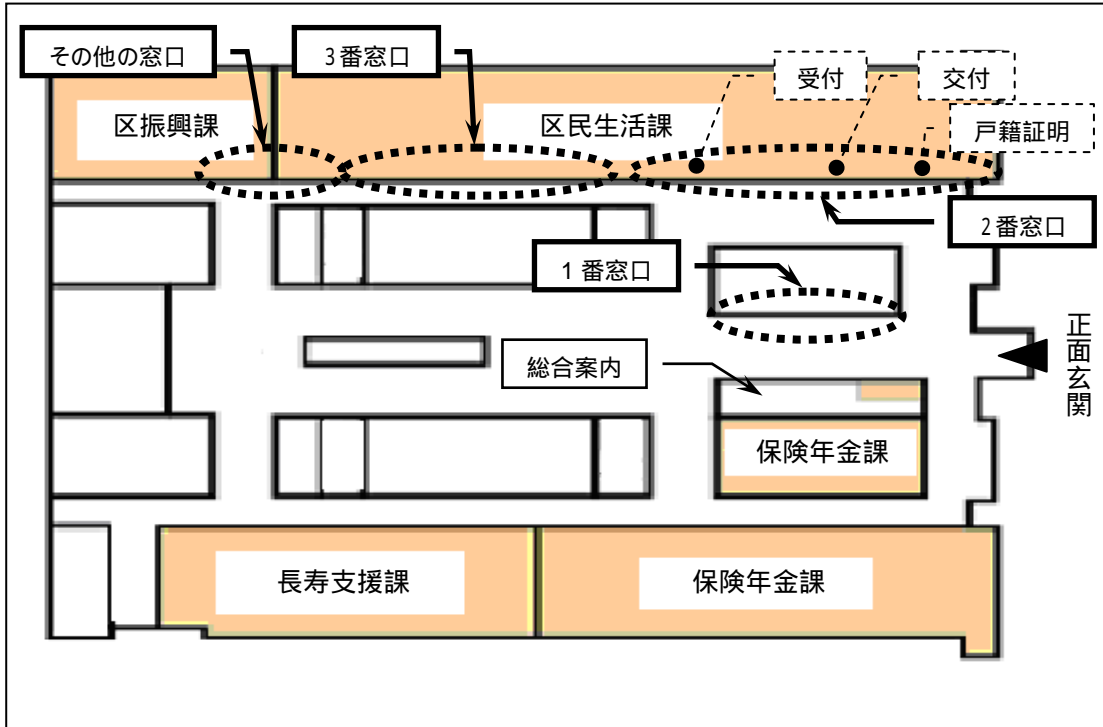 その他の窓口
3番窓口
受付
交付
区振興課
区民生活課
戸籍証明
2番窓口
1番窓口
正面玄関
総合案内
保険年金課
長寿支援課
保険年金課